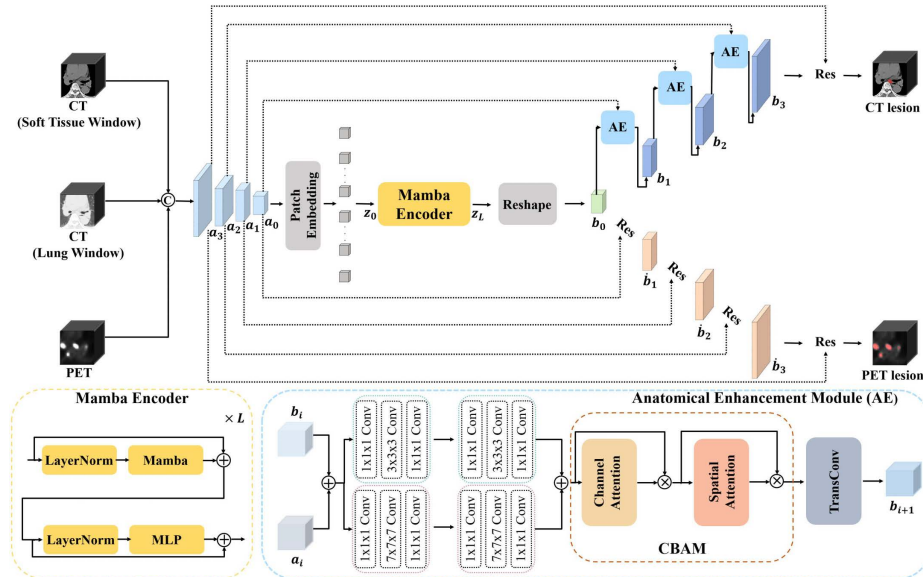 CT
(Soft Tissue Window)
CT
(Lung Window)
PET
C
a₃
a₂
a₁
a₀
Patch
Embedding
z₀
Mamba
Encoder
z_L
Reshape
b₀
AE
b₁
AE
b₂
AE
b₃
Res
CT lesion
Res
ḃ₁
Res
ḃ₂
Res
ḃ₃
Res
PET lesion
Mamba Encoder
× L
LayerNorm
Mamba
LayerNorm
MLP
Anatomical Enhancement Module (AE)
bᵢ
aᵢ
1x1x1 Conv
3x3x3 Conv
1x1x1 Conv
1x1x1 Conv
3x3x3 Conv
1x1x1 Conv
1x1x1 Conv
7x7x7 Conv
1x1x1 Conv
1x1x1 Conv
7x7x7 Conv
1x1x1 Conv
Channel
Attention
Spatial
Attention
CBAM
TransConv
bᵢ₊₁